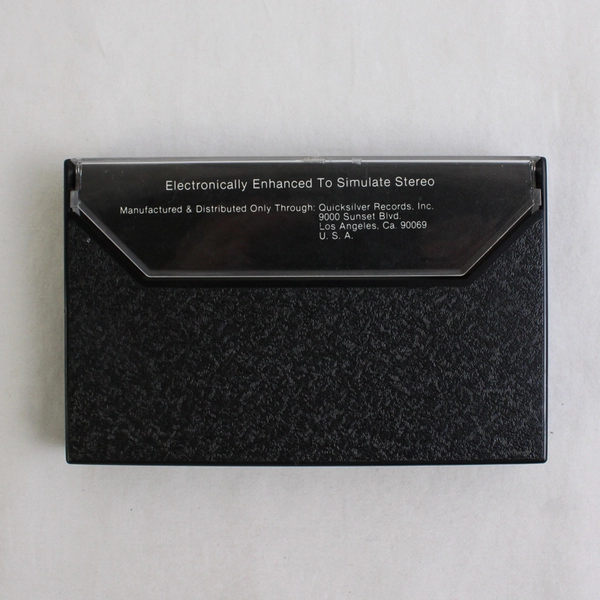 Electronically Enhanced To Simulate Stereo
Manufactured & Distributed Only Through: Quicksilver Records, Inc.
9000 Sunset Blvd.
Los Angeles, Ca. 90069
U. S. A.